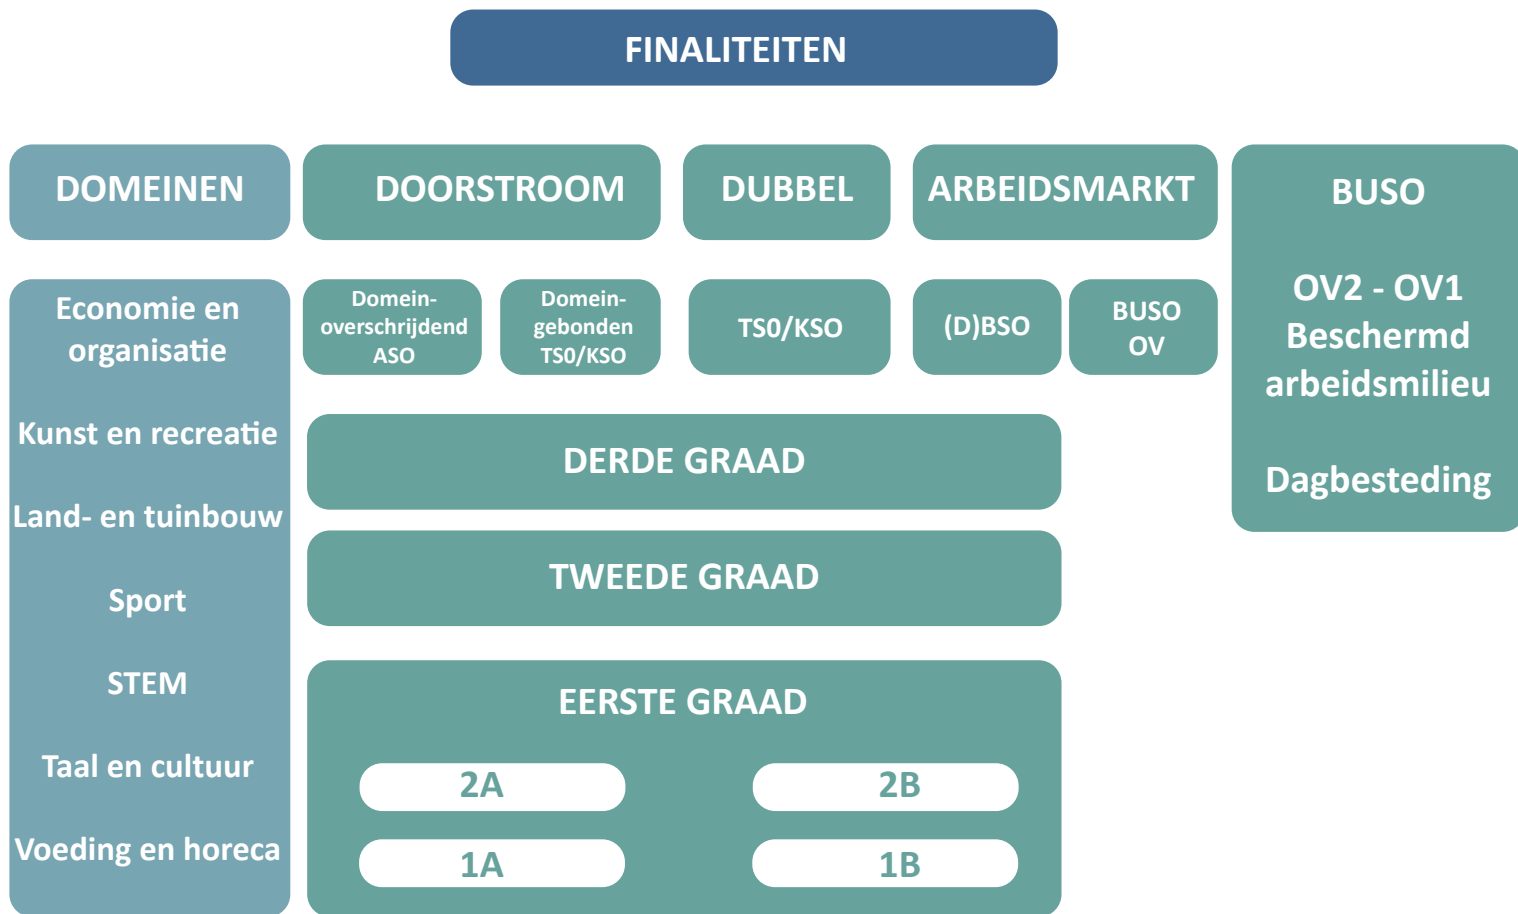 FINALITEITEN
DOMEINEN
DOORSTROOM
DUBBEL
ARBEIDSMARKT
BUSO
OV2 - OV1
Beschermd
arbeidsmilieu
Dagbesteding
Economie en
organisatie
Kunst en recreatie
Land- en tuinbouw
Sport
STEM
Taal en cultuur
Voeding en horeca
Domein-
overschrijdend
ASO
Domein-
gebonden
TS0/KSO
TS0/KSO
(D)BSO
BUSO
OV
DERDE GRAAD
TWEEDE GRAAD
EERSTE GRAAD
2A
2B
1A
1B